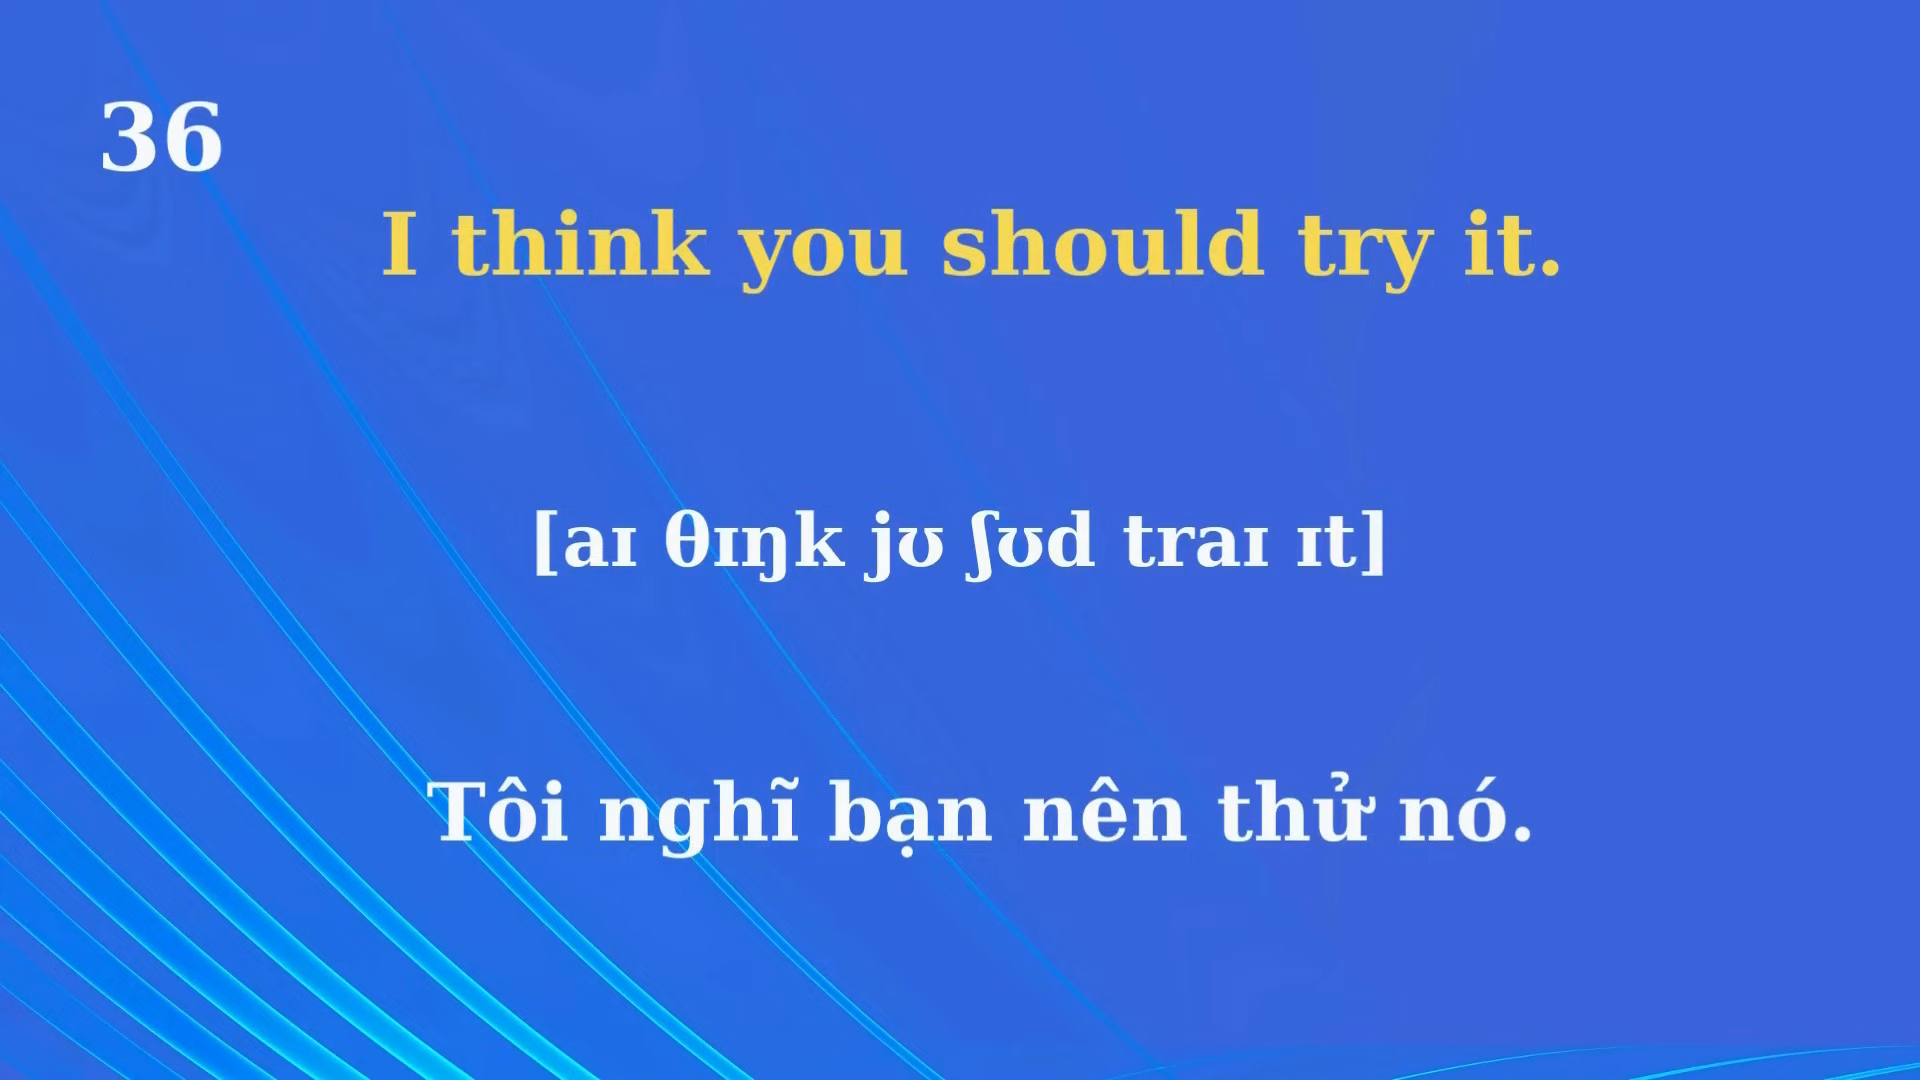 36
I think you should try it.
[aɪ θɪŋk jʊ ʃʊd traɪ ɪt]
Tôi nghĩ bạn nên thử nó.